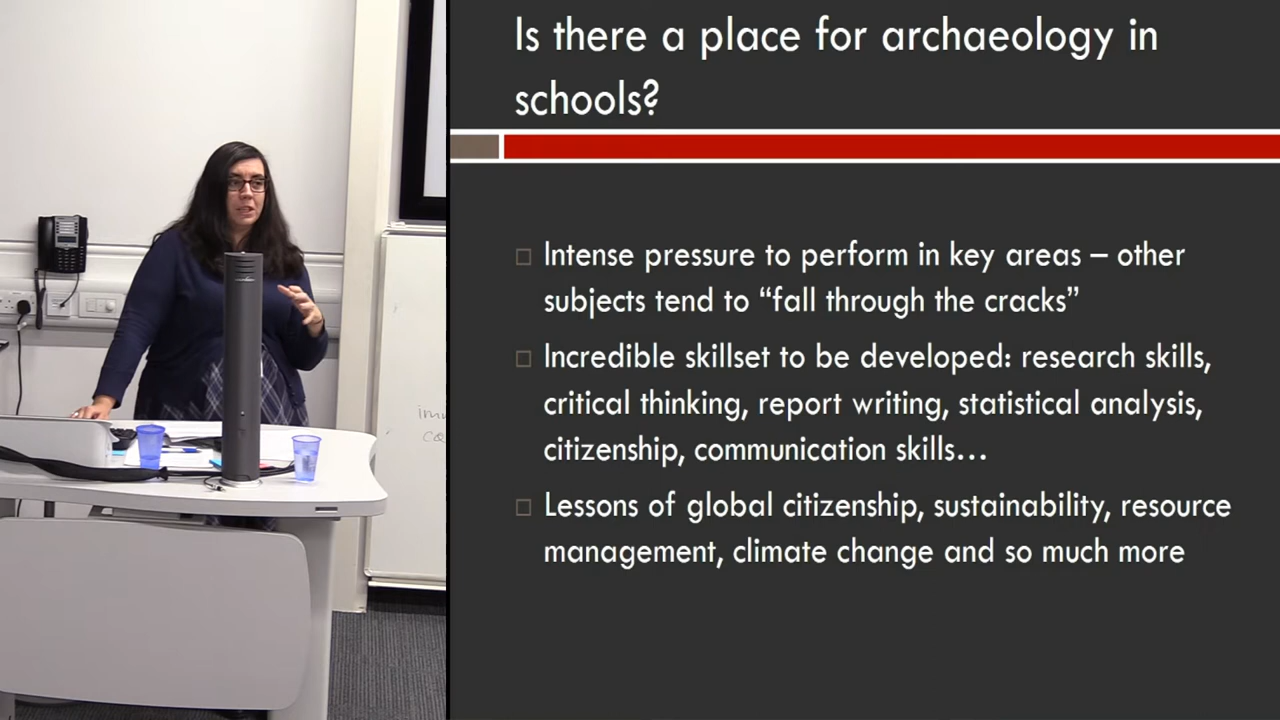 Is there a place for archaeology in
schools?
Intense pressure to perform in key areas – other
subjects tend to “fall through the cracks”
Incredible skillset to be developed: research skills,
critical thinking, report writing, statistical analysis,
citizenship, communication skills…
Lessons of global citizenship, sustainability, resource
management, climate change and so much more